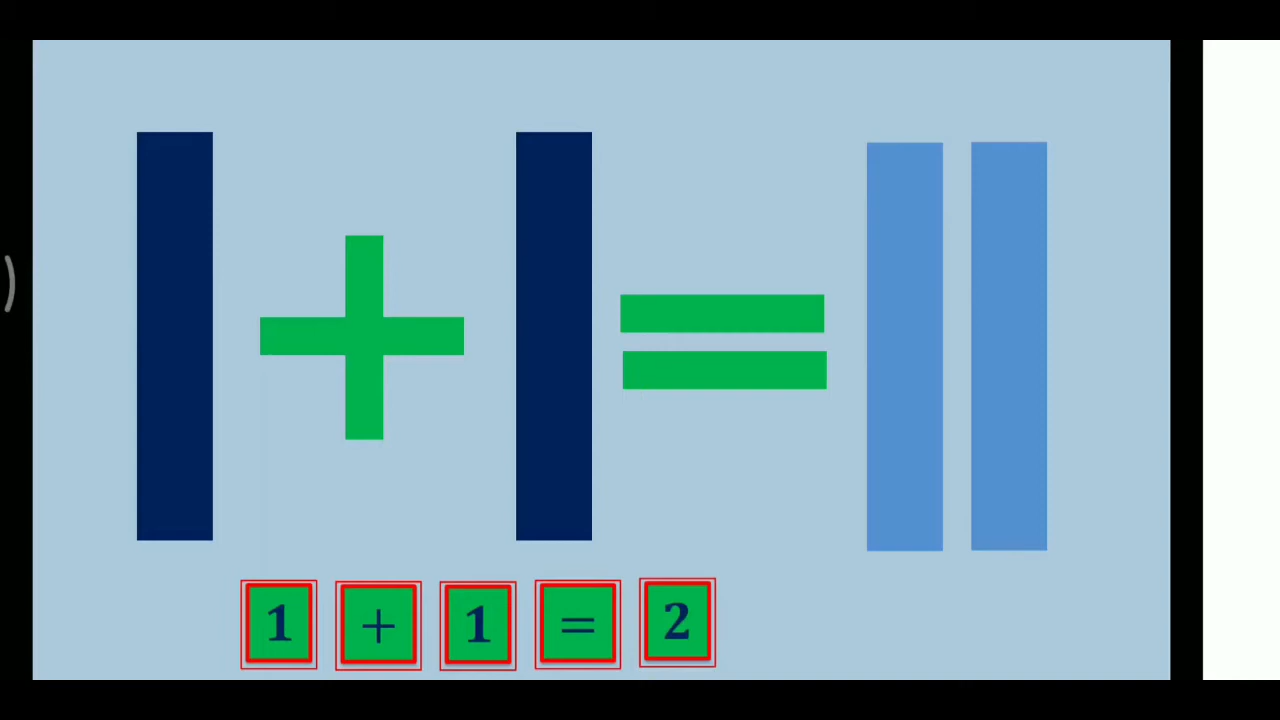 1 + 1 = 2